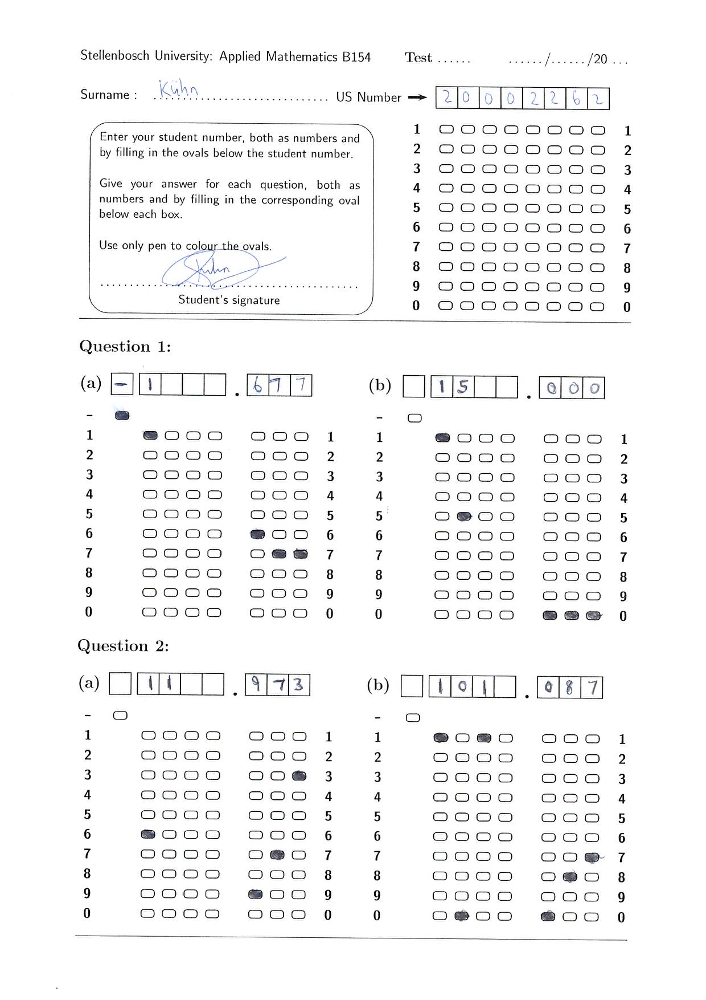 Stellenbosch University: Applied Mathematics B154 Test ...... ....../....../20 ...
Surname : Kühn US Number → 2 0 0 0 2 2 6 2
Enter your student number, both as numbers and
by filling in the ovals below the student number.
Give your answer for each question, both as
numbers and by filling in the corresponding oval
below each box.
Use only pen to colour the ovals.
Kuhn
Student's signature
1 1
2 2
3 3
4 4
5 5
6 6
7 7
8 8
9 9
0 0
Question 1:
(a) - 1 . 6 7 7 (b) 1 5 . 0 0 0
- -
1 1 1 1
2 2 2 2
3 3 3 3
4 4 4 4
5 5 5 5
6 6 6 6
7 7 7 7
8 8 8 8
9 9 9 9
0 0 0 0
Question 2:
(a) 1 1 . 9 7 3 (b) 1 0 1 . 0 8 7
- -
1 1 1 1
2 2 2 2
3 3 3 3
4 4 4 4
5 5 5 5
6 6 6 6
7 7 7 7
8 8 8 8
9 9 9 9
0 0 0 0